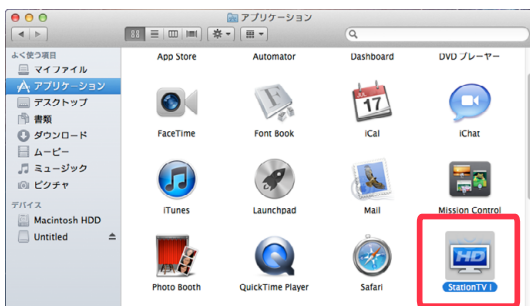 アプリケーション
よく使う項目
マイファイル
アプリケーション
デスクトップ
書類
ダウンロード
ムービー
ミュージック
ピクチャ
デバイス
Macintosh HDD
Untitled
App Store
Automator
Dashboard
DVD プレーヤー
FaceTime
Font Book
iCal
iChat
17
iTunes
Launchpad
Mail
Mission Control
Photo Booth
QuickTime Player
Safari
HD
StationTV i